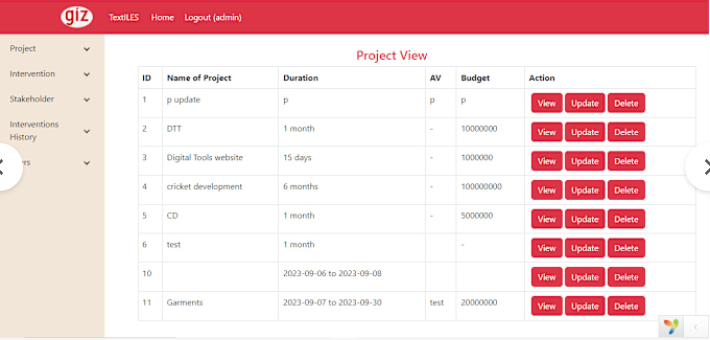 giz TextILES Home Logout (admin)
Project
Intervention
Stakeholder
Interventions
History
Project View
ID Name of Project Duration AV Budget Action
1 p update p p p View Update Delete
2 DTT 1 month - 10000000 View Update Delete
3 Digital Tools website 15 days - 1000000 View Update Delete
4 cricket development 6 months - 100000000 View Update Delete
5 CD 1 month - 5000000 View Update Delete
6 test 1 month - View Update Delete
10 2023-09-06 to 2023-09-08 View Update Delete
11 Garments 2023-09-07 to 2023-09-30 test 20000000 View Update Delete